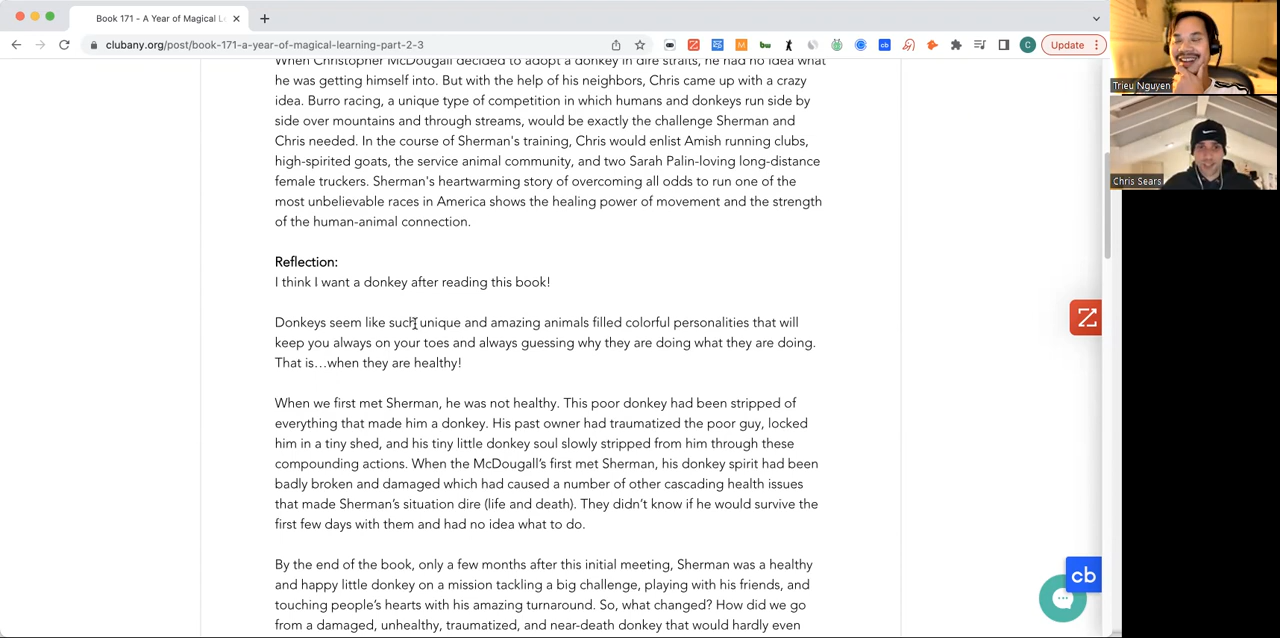 Book 171 - A Year of Magical L
clubany.org/post/book-171-a-year-of-magical-learning-part-2-3
Update
When Christopher McDougall decided to adopt a donkey in dire straits, he had no idea what
he was getting himself into. But with the help of his neighbors, Chris came up with a crazy
idea. Burro racing, a unique type of competition in which humans and donkeys run side by
side over mountains and through streams, would be exactly the challenge Sherman and
Chris needed. In the course of Sherman's training, Chris would enlist Amish running clubs,
high-spirited goats, the service animal community, and two Sarah Palin-loving long-distance
female truckers. Sherman's heartwarming story of overcoming all odds to run one of the
most unbelievable races in America shows the healing power of movement and the strength
of the human-animal connection.
Reflection:
I think I want a donkey after reading this book!
Donkeys seem like such unique and amazing animals filled colorful personalities that will
keep you always on your toes and always guessing why they are doing what they are doing.
That is...when they are healthy!
When we first met Sherman, he was not healthy. This poor donkey had been stripped of
everything that made him a donkey. His past owner had traumatized the poor guy, locked
him in a tiny shed, and his tiny little donkey soul slowly stripped from him through these
compounding actions. When the McDougall's first met Sherman, his donkey spirit had been
badly broken and damaged which had caused a number of other cascading health issues
that made Sherman's situation dire (life and death). They didn't know if he would survive the
first few days with them and had no idea what to do.
By the end of the book, only a few months after this initial meeting, Sherman was a healthy
and happy little donkey on a mission tackling a big challenge, playing with his friends, and
touching people's hearts with his amazing turnaround. So, what changed? How did we go
from a damaged, unhealthy, traumatized, and near-death donkey that would hardly even
cb
Trieu Nguyen
Chris Sears